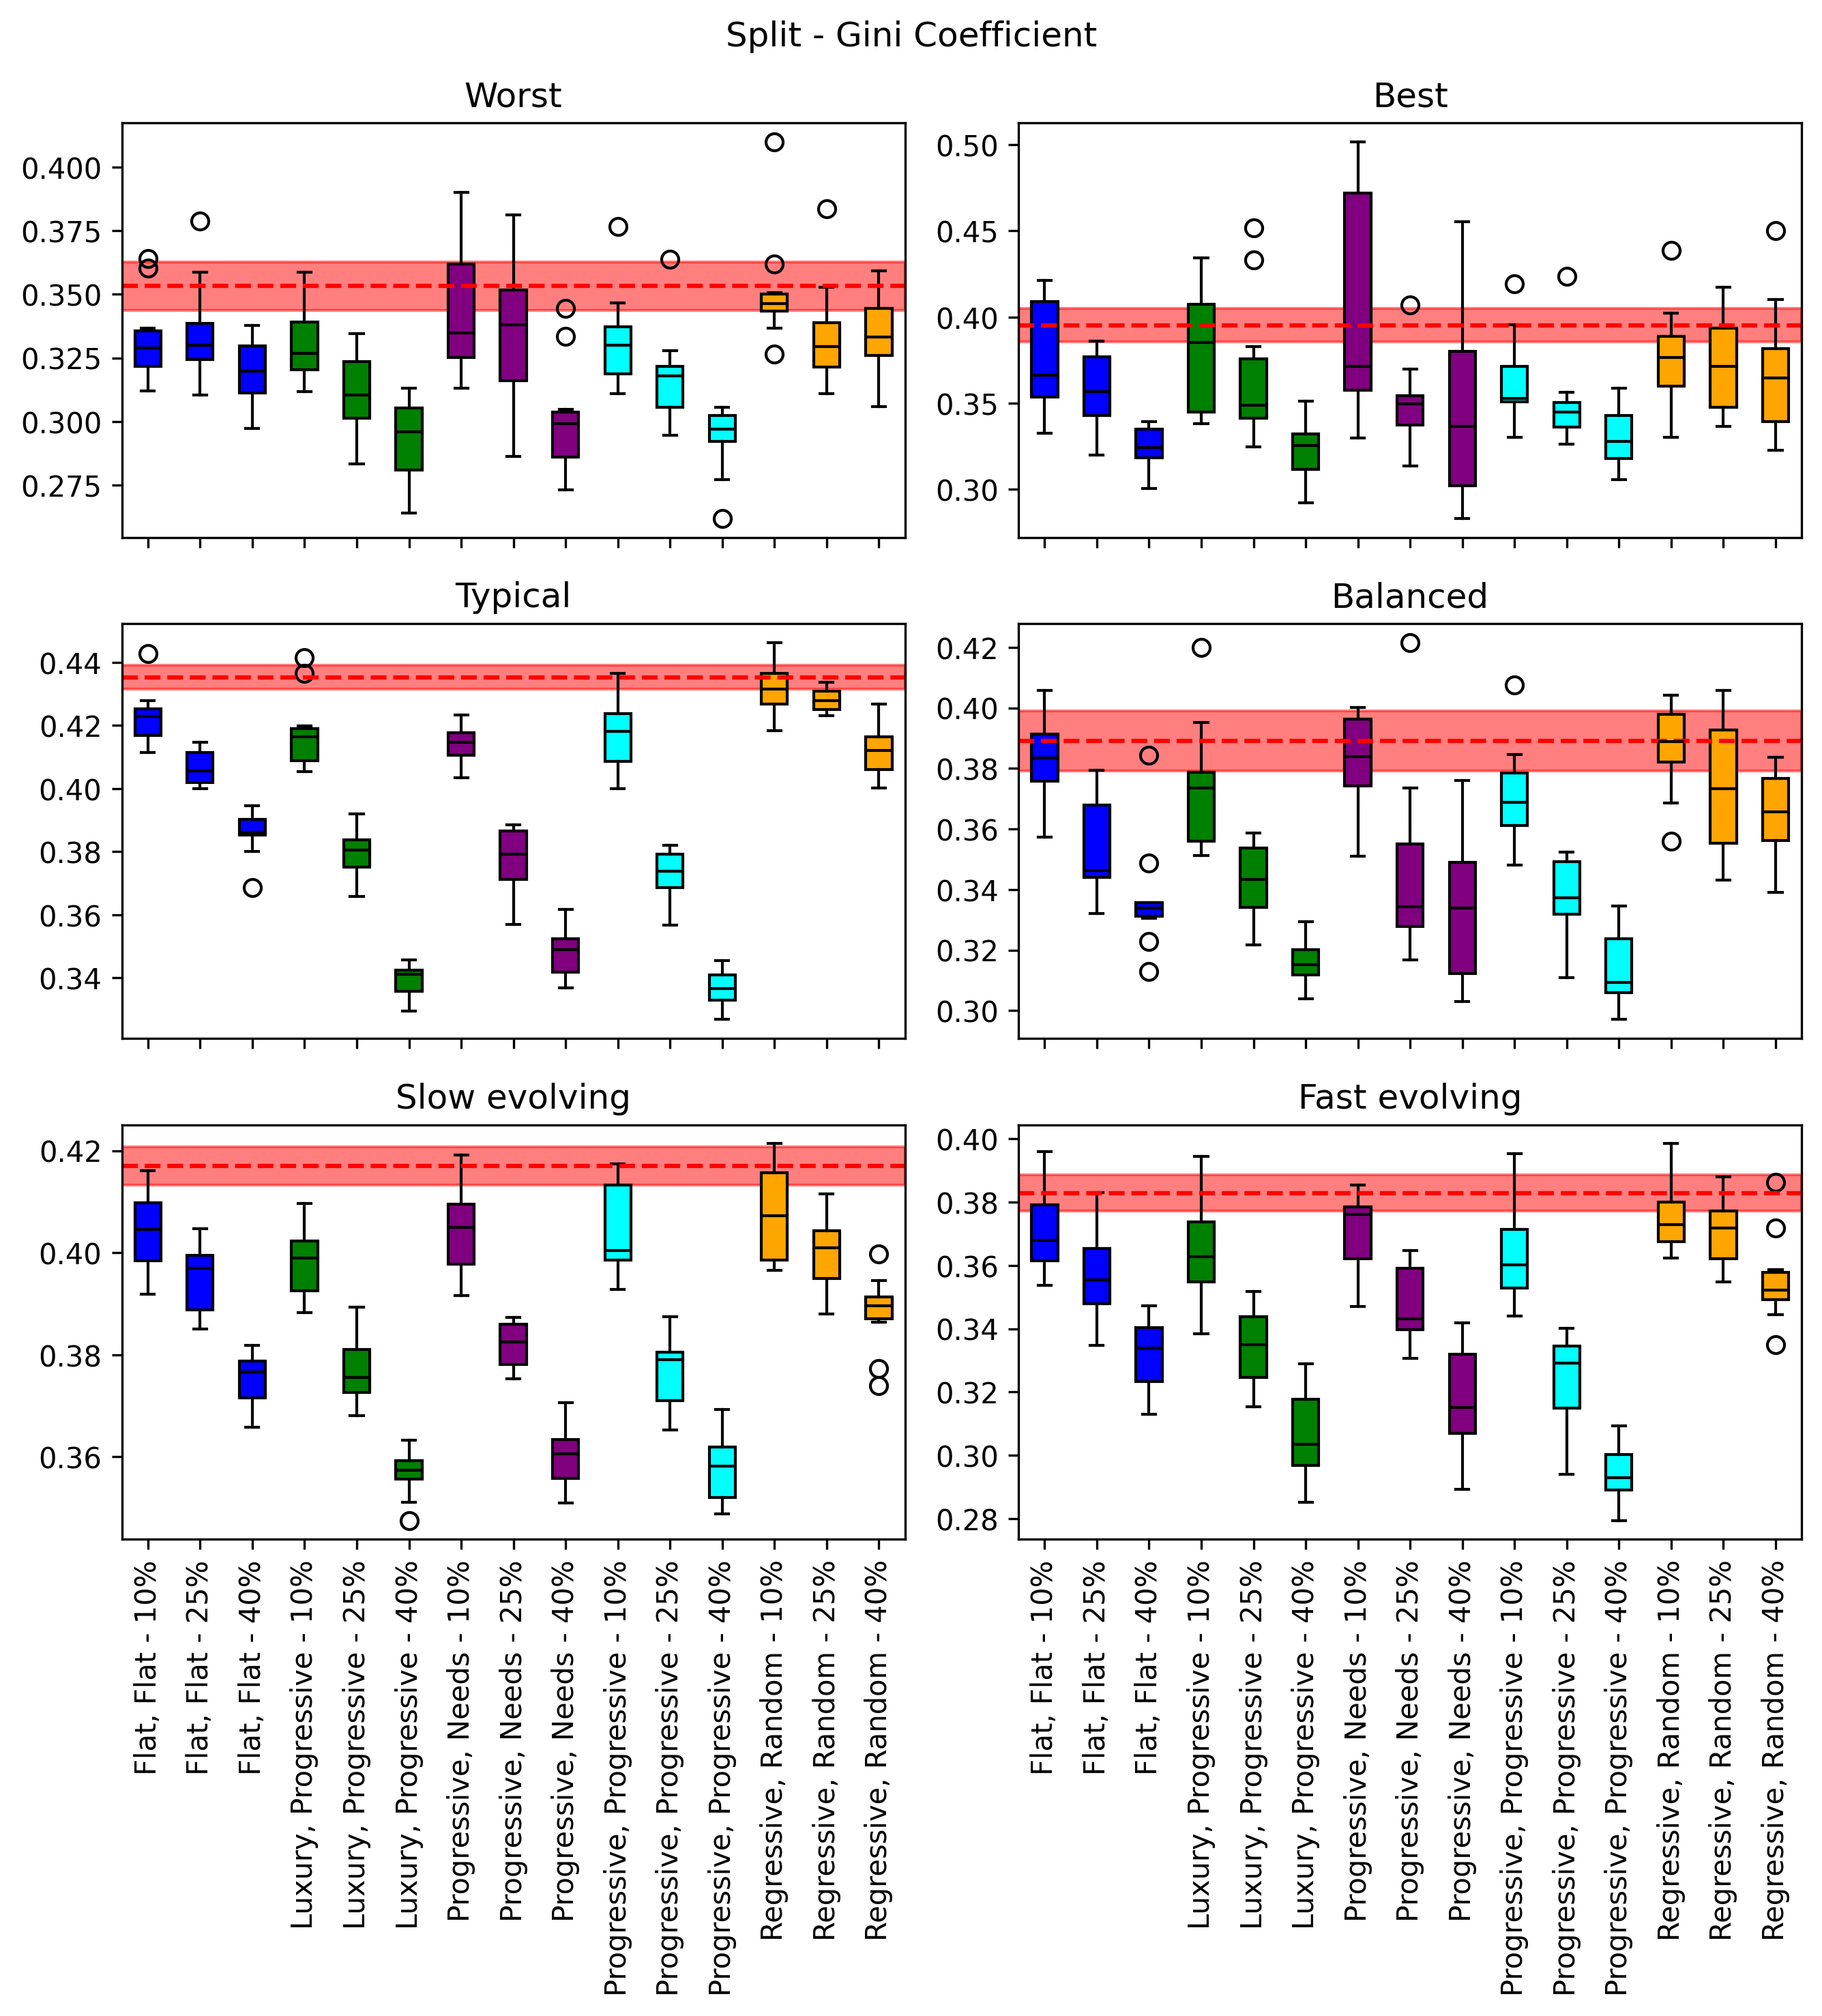 Split - Gini Coefficient
Worst
0.400
0.375
0.350
0.325
0.300
0.275
Best
0.50
0.45
0.40
0.35
0.30
Typical
0.44
0.42
0.40
0.38
0.36
0.34
Balanced
0.42
0.40
0.38
0.36
0.34
0.32
0.30
Slow evolving
0.42
0.40
0.38
0.36
Flat, Flat - 10%
Flat, Flat - 25%
Flat, Flat - 40%
Luxury, Progressive - 10%
Luxury, Progressive - 25%
Luxury, Progressive - 40%
Progressive, Needs - 10%
Progressive, Needs - 25%
Progressive, Needs - 40%
Progressive, Progressive - 10%
Progressive, Progressive - 25%
Progressive, Progressive - 40%
Regressive, Random - 10%
Regressive, Random - 25%
Regressive, Random - 40%
Fast evolving
0.40
0.38
0.36
0.34
0.32
0.30
0.28
Flat, Flat - 10%
Flat, Flat - 25%
Flat, Flat - 40%
Luxury, Progressive - 10%
Luxury, Progressive - 25%
Luxury, Progressive - 40%
Progressive, Needs - 10%
Progressive, Needs - 25%
Progressive, Needs - 40%
Progressive, Progressive - 10%
Progressive, Progressive - 25%
Progressive, Progressive - 40%
Regressive, Random - 10%
Regressive, Random - 25%
Regressive, Random - 40%